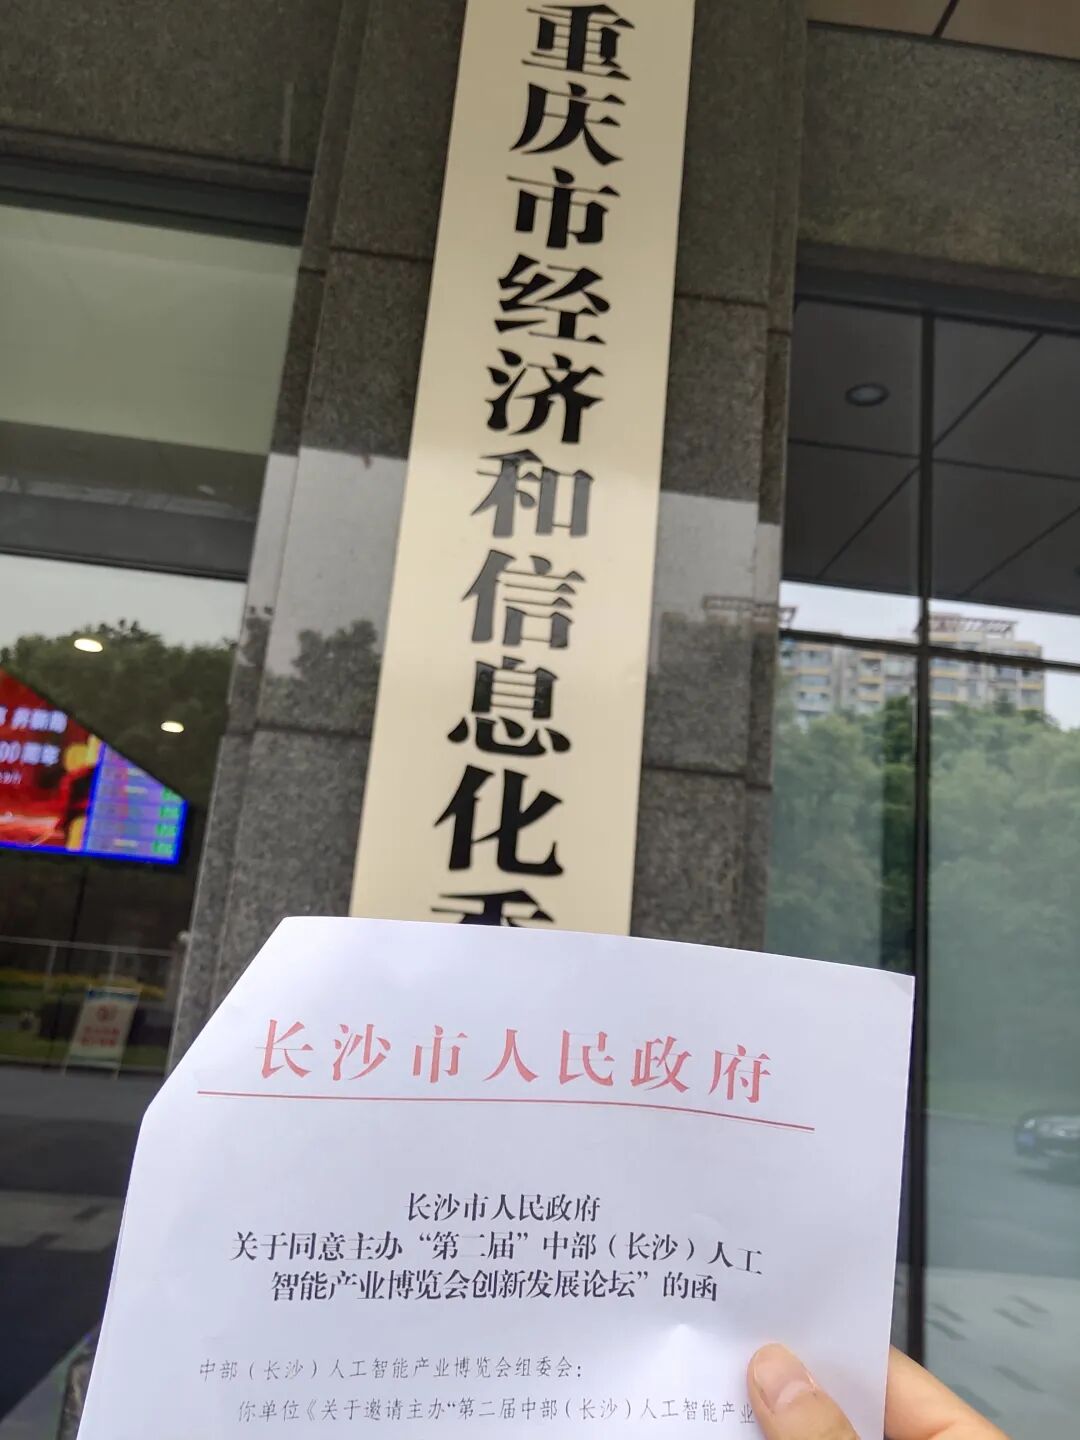 重庆市经济和信息化委
长沙市人民政府
长沙市人民政府
关于同意主办“第二届”中部（长沙）人工
智能产业博览会创新发展论坛”的函
中部（长沙）人工智能产业博览会组委会：
你单位《关于邀请主办“第二届中部（长沙）人工智能产业